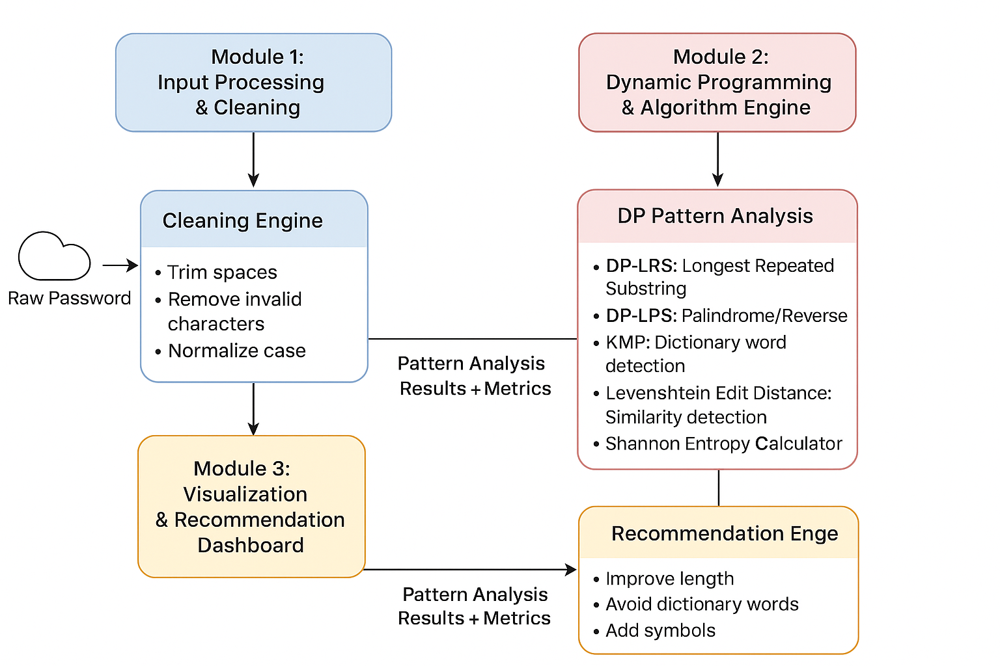 Module 1:
Input Processing
& Cleaning
Module 2:
Dynamic Programming
& Algorithm Engine
Raw Password
Cleaning Engine
• Trim spaces
• Remove invalid
characters
• Normalize case
Pattern Analysis
Results + Metrics
DP Pattern Analysis
• DP-LRS: Longest Repeated
Substring
• DP-LPS: Palindrome/Reverse
• KMP: Dictionary word
detection
• Levenshtein Edit Distance:
Similarity detection
• Shannon Entropy Calculator
Module 3:
Visualization
& Recommendation
Dashboard
Pattern Analysis
Results + Metrics
Recommendation Enge
• Improve length
• Avoid dictionary words
• Add symbols